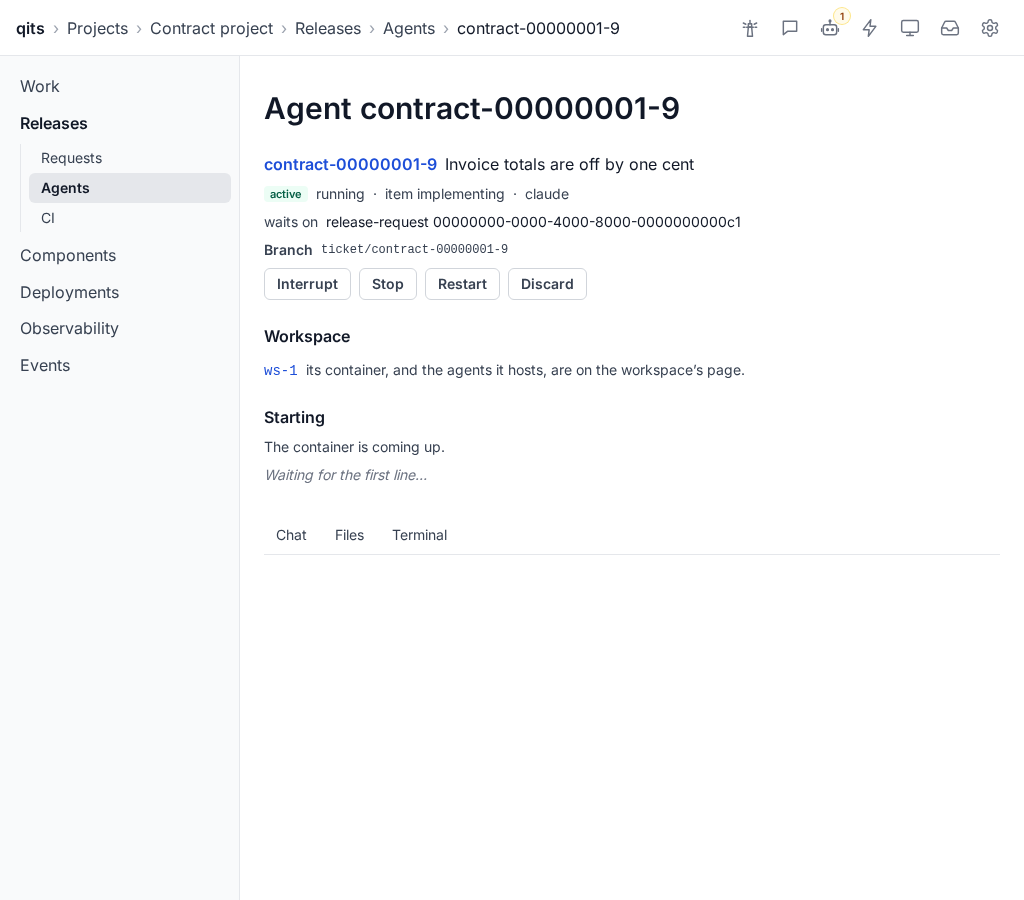 qits › Projects › Contract project › Releases › Agents › contract-00000001-9
1
Work
Releases
Requests
Agents
CI
Components
Deployments
Observability
Events
Agent contract-00000001-9
contract-00000001-9 Invoice totals are off by one cent
active running · item implementing · claude
waits on release-request 00000000-0000-4000-8000-0000000000c1
Branch ticket/contract-00000001-9
Interrupt Stop Restart Discard
Workspace
ws-1 its container, and the agents it hosts, are on the workspace’s page.
Starting
The container is coming up.
Waiting for the first line…
Chat Files Terminal